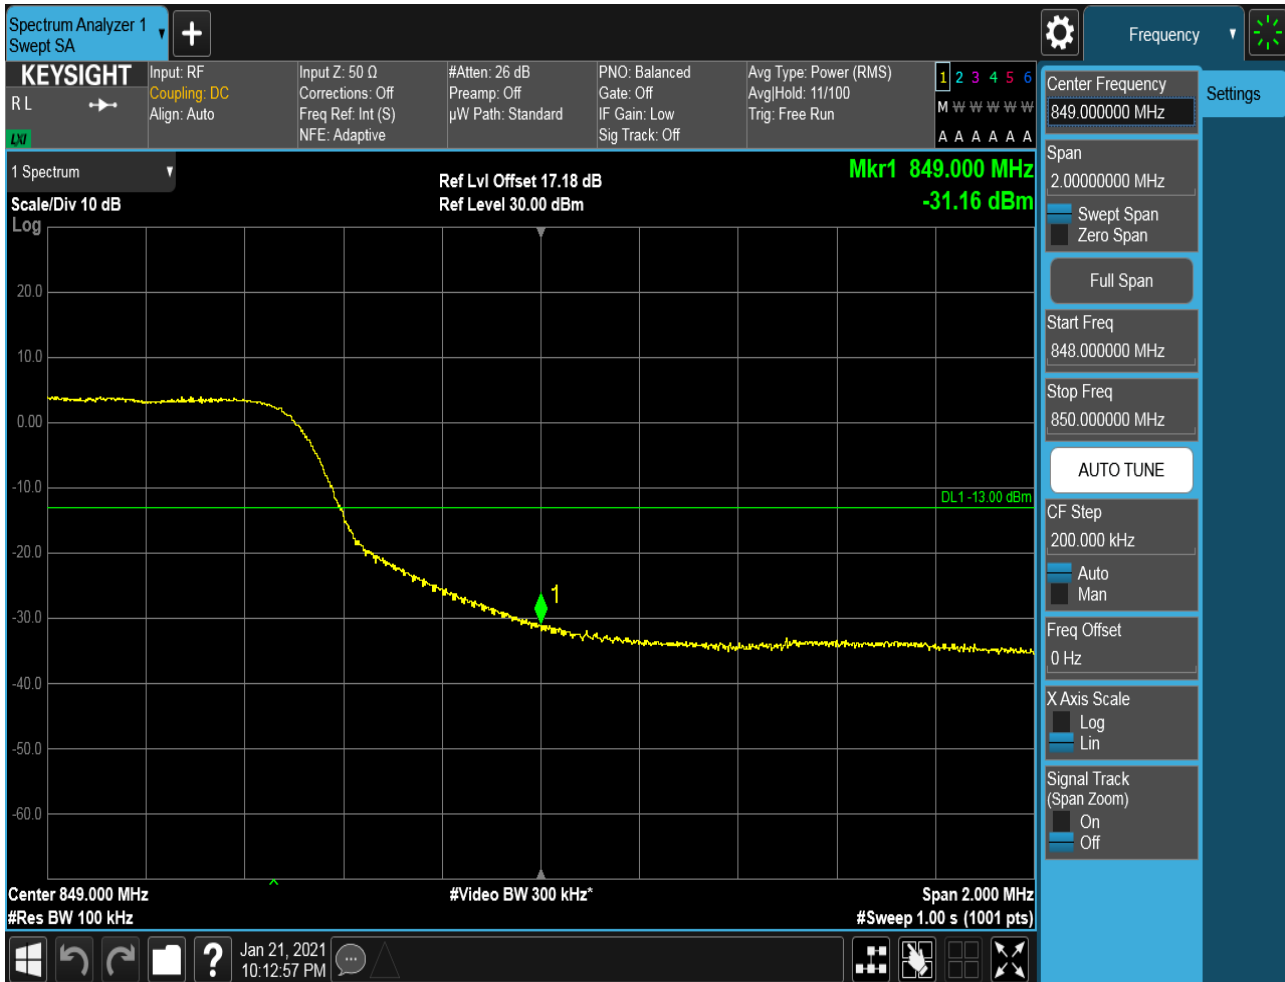 Spectrum Analyzer 1
Swept SA
+
Frequency
KEYSIGHT
R L
LXI
Input: RF
Coupling: DC
Align: Auto
Input Z: 50 Ω
Corrections: Off
Freq Ref: Int (S)
NFE: Adaptive
#Atten: 26 dB
Preamp: Off
µW Path: Standard
PNO: Balanced
Gate: Off
IF Gain: Low
Sig Track: Off
Avg Type: Power (RMS)
Avg|Hold: 11/100
Trig: Free Run
1 2 3 4 5 6
M W W W W W
A A A A A A
1 Spectrum
Scale/Div 10 dB
Log
Ref Lvl Offset 17.18 dB
Ref Level 30.00 dBm
Mkr1 849.000 MHz
-31.16 dBm
20.0
10.0
0.00
-10.0
-20.0
-30.0
-40.0
-50.0
-60.0
DL1 -13.00 dBm
1
Center 849.000 MHz
#Res BW 100 kHz
#Video BW 300 kHz*
Span 2.000 MHz
#Sweep 1.00 s (1001 pts)
?
Jan 21, 2021
10:12:57 PM
Center Frequency
849.000000 MHz
Settings
Span
2.00000000 MHz
Swept Span
Zero Span
Full Span
Start Freq
848.000000 MHz
Stop Freq
850.000000 MHz
AUTO TUNE
CF Step
200.000 kHz
Auto
Man
Freq Offset
0 Hz
X Axis Scale
Log
Lin
Signal Track
(Span Zoom)
On
Off